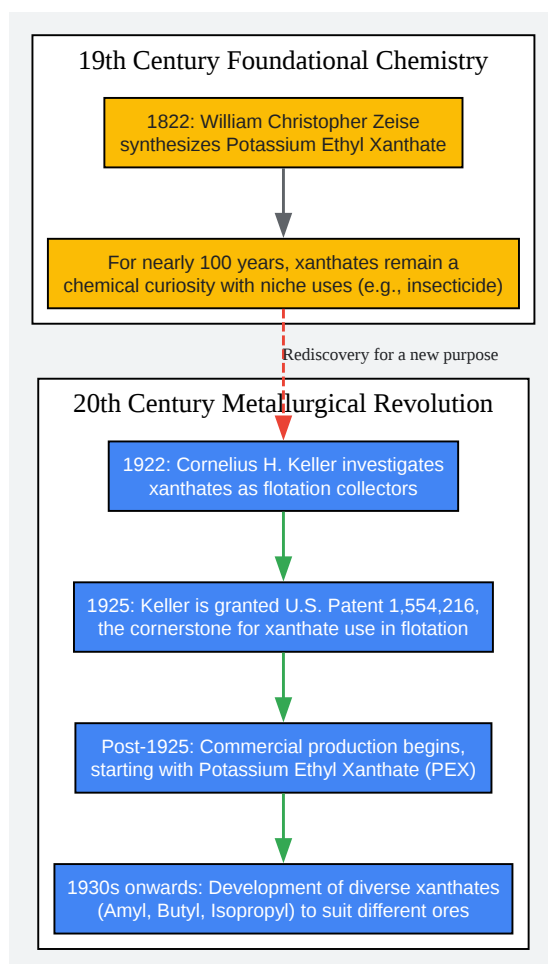 19th Century Foundational Chemistry
1822: William Christopher Zeise
synthesizes Potassium Ethyl Xanthate
For nearly 100 years, xanthates remain a
chemical curiosity with niche uses (e.g., insecticide)
Rediscovery for a new purpose
20th Century Metallurgical Revolution
1922: Cornelius H. Keller investigates
xanthates as flotation collectors
1925: Keller is granted U.S. Patent 1,554,216,
the cornerstone for xanthate use in flotation
Post-1925: Commercial production begins,
starting with Potassium Ethyl Xanthate (PEX)
1930s onwards: Development of diverse xanthates
(Amyl, Butyl, Isopropyl) to suit different ores